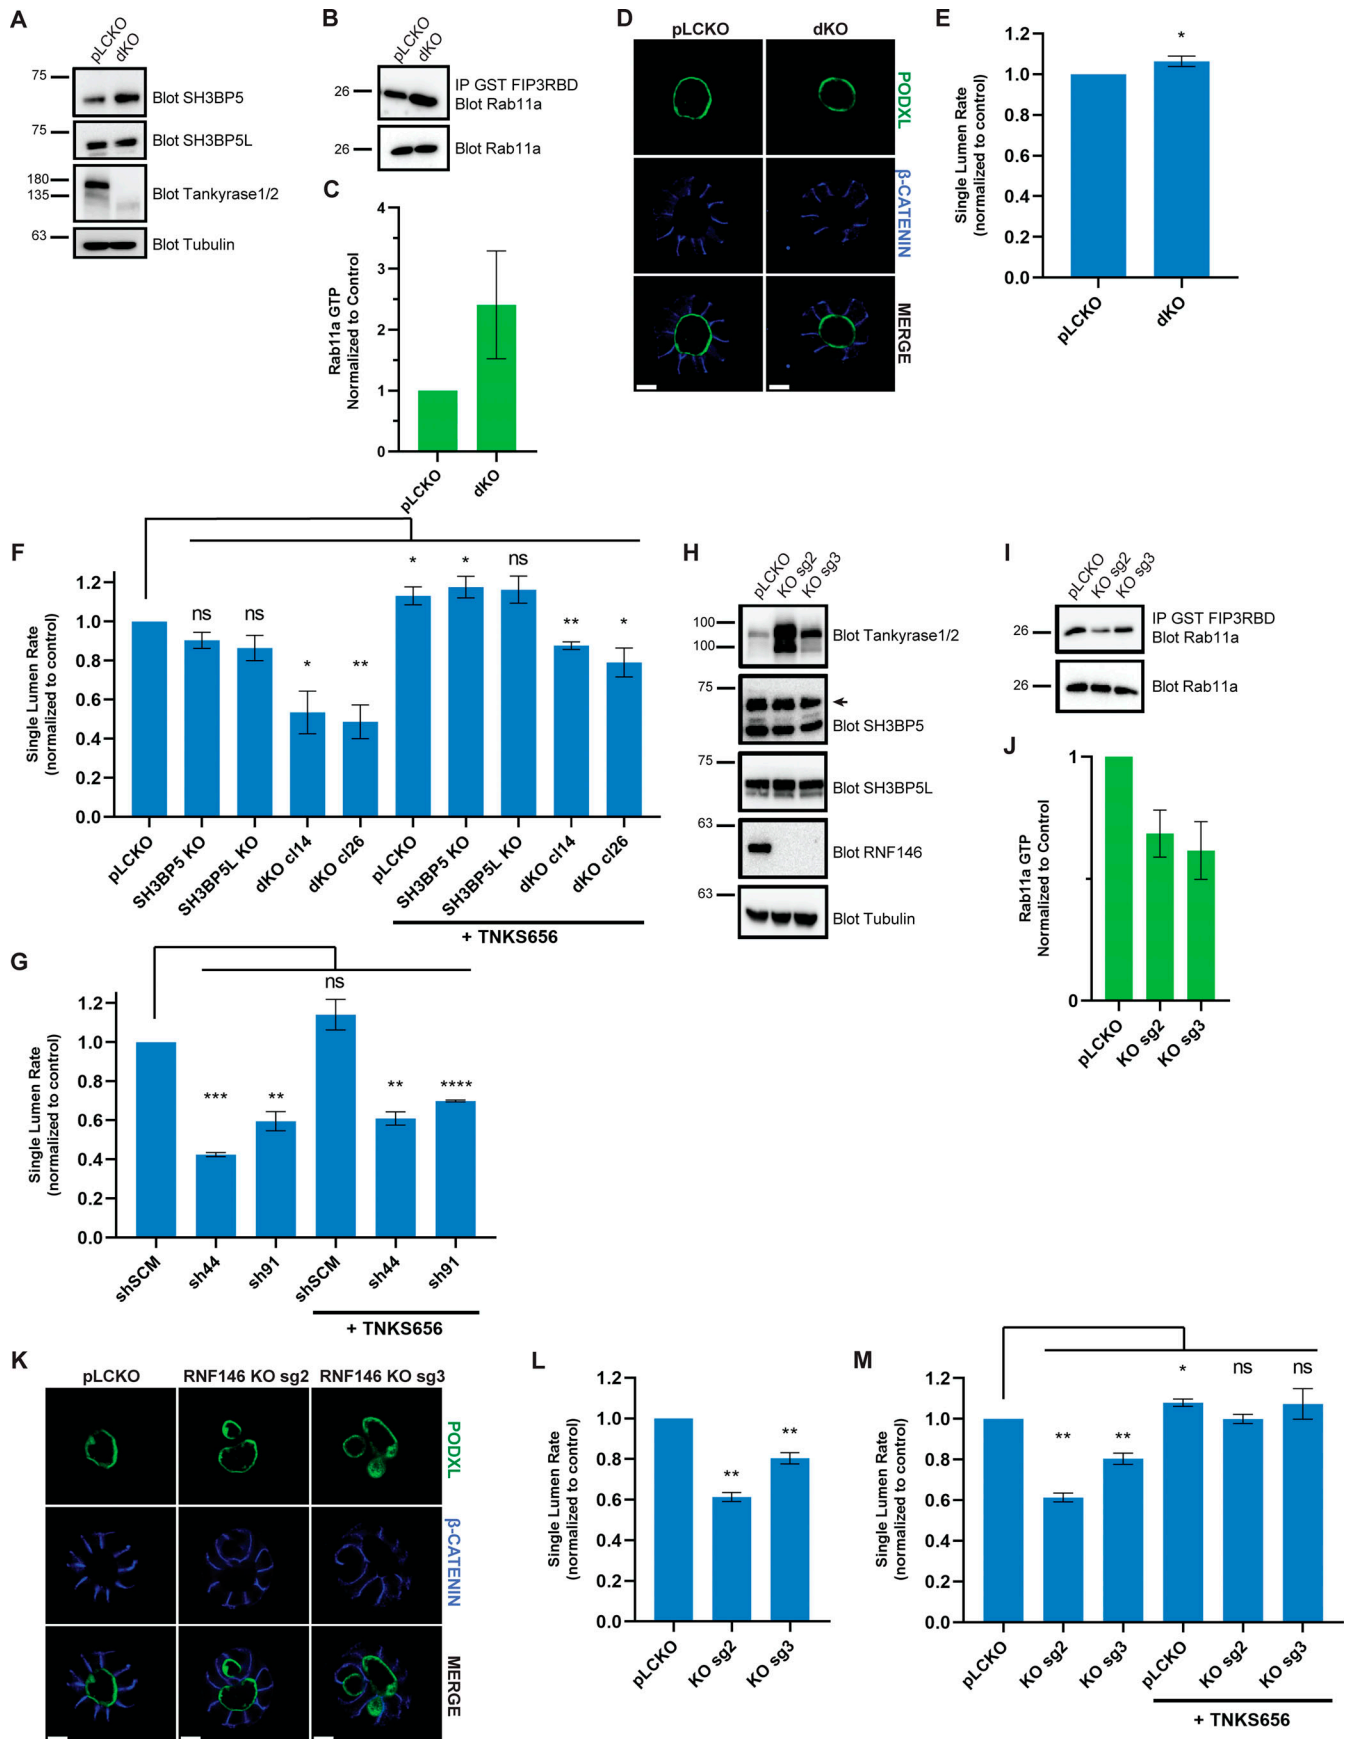 A
pLCKO
dKO
75
Blot SH3BP5
75
Blot SH3BP5L
180
135
Blot Tankyrase1/2
63
Blot Tubulin
B
pLCKO
dKO
26
IP GST FIP3RBD
Blot Rab11a
26
Blot Rab11a
C
4
3
2
1
0
Rab11a GTP
Normalized to Control
pLCKO
dKO
D
pLCKO
dKO
PODXL
β-CATENIN
MERGE
E
1.2
1.0
0.8
0.6
0.4
0.2
0.0
Single Lumen Rate
(normalized to control)
*
pLCKO
dKO
F
1.2
1.0
0.8
0.6
0.4
0.2
0.0
Single Lumen Rate
(normalized to control)
ns
ns
*
**
*
*
ns
**
*
pLCKO
SH3BP5 KO
SH3BP5L KO
dKO cl14
dKO cl26
pLCKO
SH3BP5 KO
SH3BP5L KO
dKO cl14
dKO cl26
+ TNKS656
G
1.2
1.0
0.8
0.6
0.4
0.2
0.0
Single Lumen Rate
(normalized to control)
***
**
ns
**
****
shSCM
sh44
sh91
shSCM
sh44
sh91
+ TNKS656
H
pLCKO
KO sg2
KO sg3
100
100
Blot Tankyrase1/2
75
Blot SH3BP5
75
Blot SH3BP5L
63
Blot RNF146
63
Blot Tubulin
I
pLCKO
KO sg2
KO sg3
26
IP GST FIP3RBD
Blot Rab11a
26
Blot Rab11a
J
1
0
Rab11a GTP
Normalized to Control
pLCKO
KO sg2
KO sg3
K
pLCKO
RNF146 KO sg2
RNF146 KO sg3
PODXL
β-CATENIN
MERGE
L
1.2
1.0
0.8
0.6
0.4
0.2
0.0
Single Lumen Rate
(normalized to control)
**
**
pLCKO
KO sg2
KO sg3
M
1.2
1.0
0.8
0.6
0.4
0.2
0.0
Single Lumen Rate
(normalized to control)
**
**
*
ns
ns
pLCKO
KO sg2
KO sg3
pLCKO
KO sg2
KO sg3
+ TNKS656